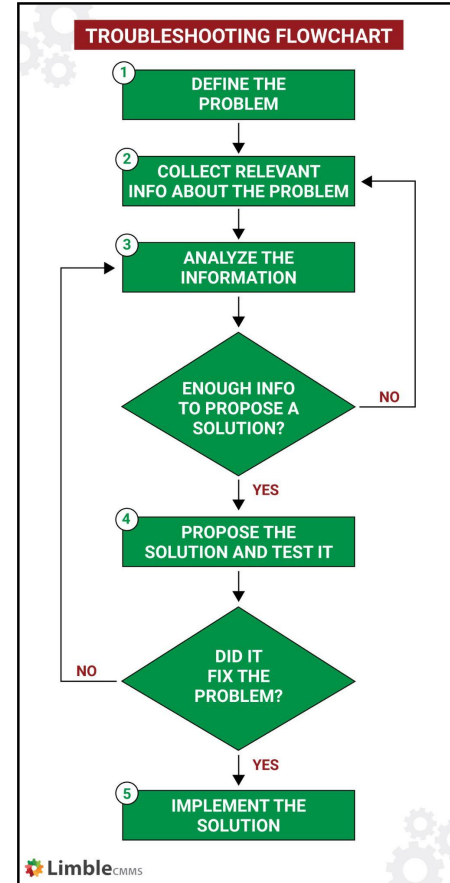 TROUBLESHOOTING FLOWCHART
1
DEFINE THE
PROBLEM
2
COLLECT RELEVANT
INFO ABOUT THE PROBLEM
3
ANALYZE THE
INFORMATION
ENOUGH INFO
TO PROPOSE A
SOLUTION?
NO
YES
4
PROPOSE THE
SOLUTION AND TEST IT
DID IT
FIX THE
PROBLEM?
NO
YES
5
IMPLEMENT THE
SOLUTION
Limble CMMS